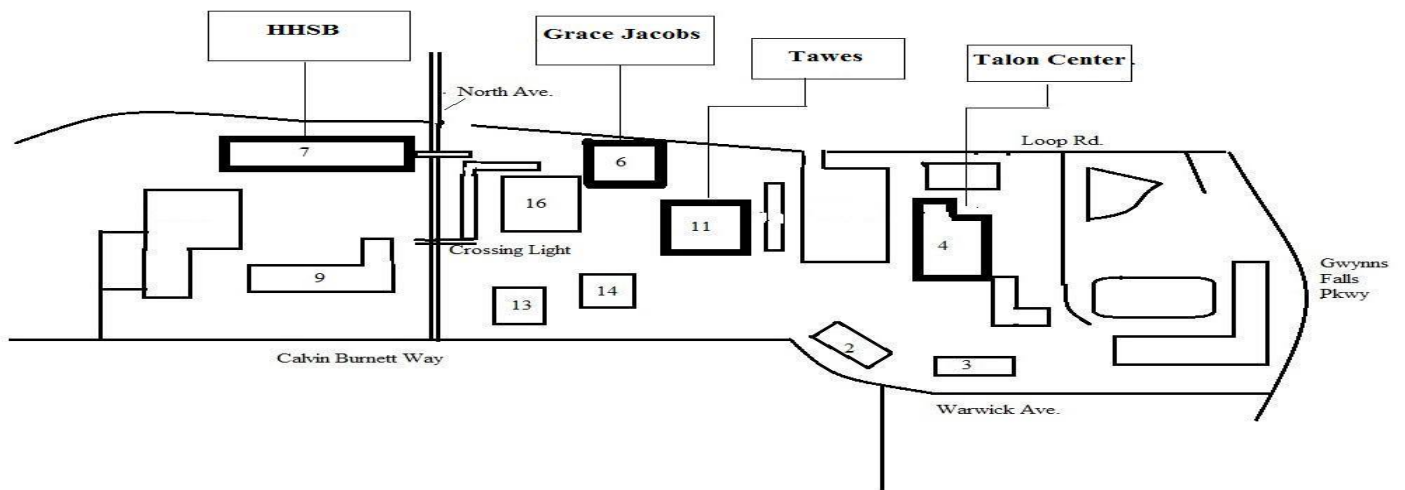 HHSB
Grace Jacobs
Tawes
Talon Center.
North Ave.
Loop Rd.
7
6
16
11
4
Crossing Light
9
13
14
Gwynns
Falls
Pkwy
2
3
Calvin Burnett Way
Warwick Ave.